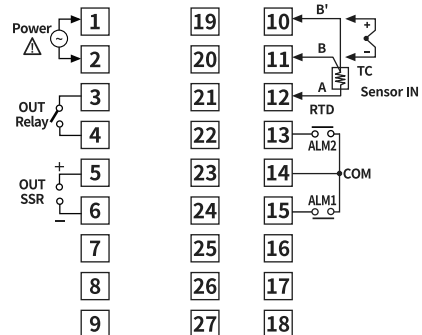 Power
~
1
2
OUT
Relay
3
4
+
OUT
SSR
5
6
−
7
8
9
19
20
21
22
23
24
25
26
27
10
11
12
13
14
15
16
17
18
B'
B
A
RTD
+
-
TC
Sensor IN
ALM2
COM
ALM1